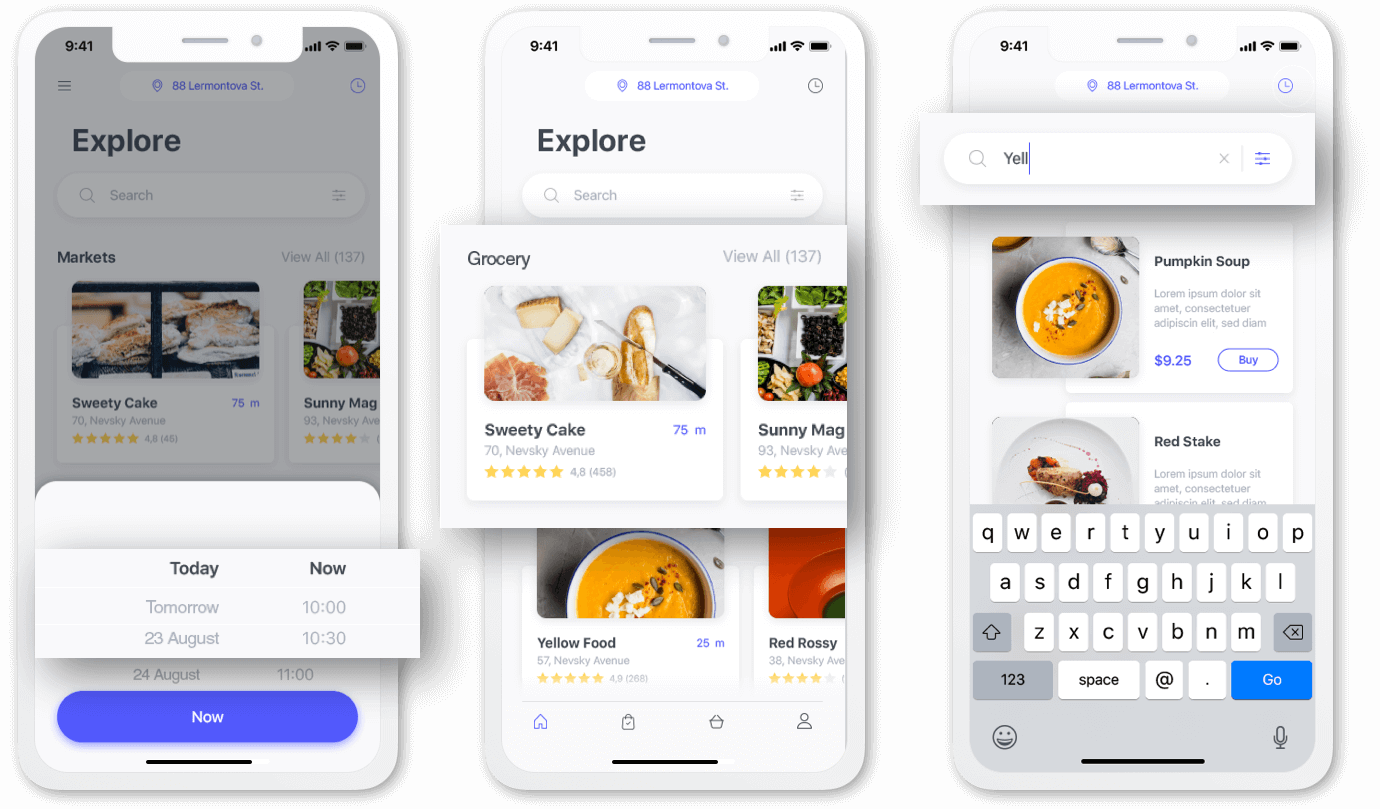 9:41
88 Lermontova St.
Explore
Search
Markets View All (137)
Sweety Cake 75 m
70, Nevsky Avenue
4,8 (45)
Sunny Mag
93, Nevsky Avenue
Today Now
Tomorrow 10:00
23 August 10:30
24 August 11:00
Now
9:41
88 Lermontova St.
Explore
Search
Grocery View All (137)
Sweety Cake 75 m
70, Nevsky Avenue
4,8 (458)
Sunny Mag
93, Nevsky Aven
Yellow Food 25 m
57, Nevsky Avenue
4,9 (268)
Red Rossy
38, Nevsky Avenue
9:41
88 Lermontova St.
Yell
Pumpkin Soup
Lorem ipsum dolor sit
amet, consectetuer
adipiscin elit, sed diam
$9.25 Buy
Red Stake
Lorem ipsum dolor sit
amet, consectetuer
adipiscin elit, sed diam
q w e r t y u i o p
a s d f g h j k l
z x c v b n m
123 space @ . Go